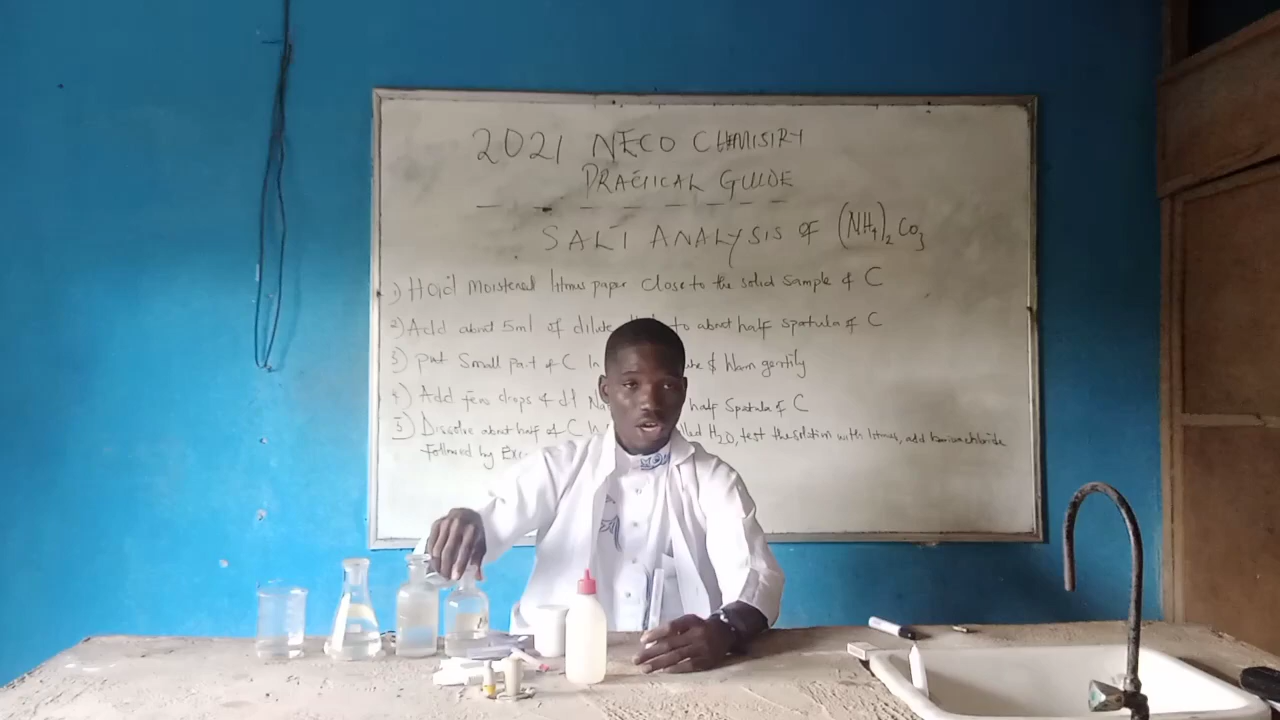 2021 NECO CHEMISTRY
PRACTICAL GUIDE
SALT ANALYSIS OF (NH4)2 CO3
1) Hold moistened litmus paper close to the solid sample of C
2) Add about 5ml of dilute to about half spatula of C
3) put Small part of C In & Warm gently
4) Add few drops of dil half Spatula of C
5) Dissolve about half of C H2O, test the solution with litmus, add barium chloride
followed by